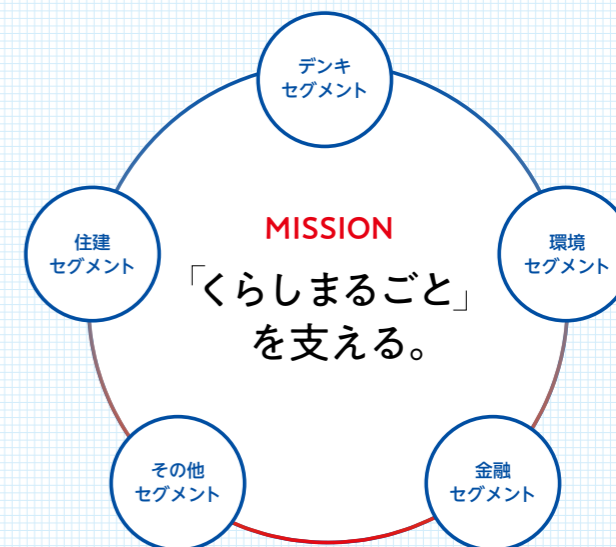 デンキ
セグメント
住建
セグメント
MISSION
「くらしまるごと」
を支える。
環境
セグメント
その他
セグメント
金融
セグメント